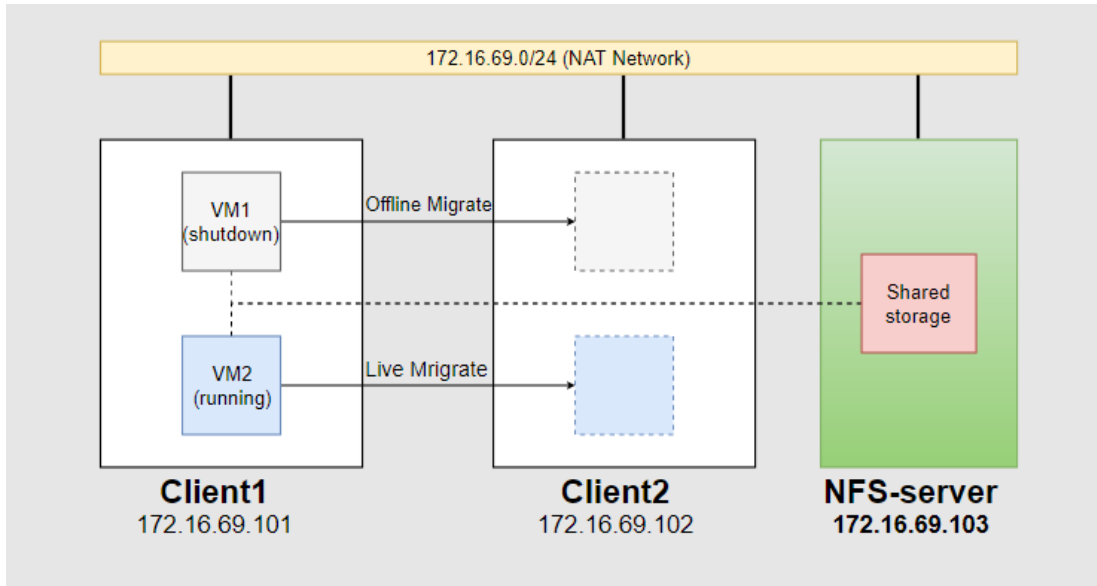 172.16.69.0/24 (NAT Network)
VM1
(shutdown)
Offline Migrate
Shared
storage
VM2
(running)
Live Mrigrate
Client1
172.16.69.101
Client2
172.16.69.102
NFS-server
172.16.69.103